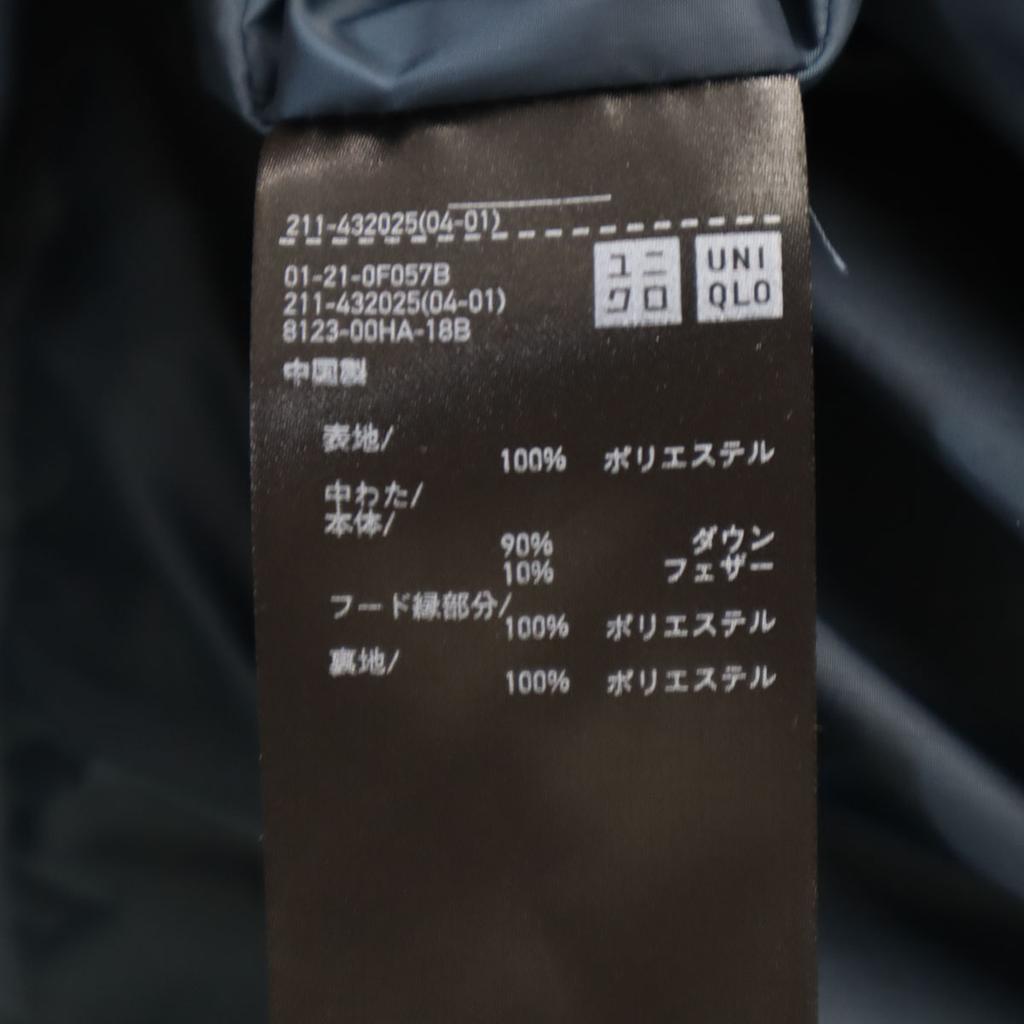 211-432025(04-01)
01-21-0F057B
211-432025(04-01)
8123-00HA-18B
ユニ
クロ
UNI
QLO
中国製
表地/
100% ポリエステル
中わた/
本体/
90% ダウン
10% フェザー
フード縁部分/
100% ポリエステル
裏地/
100% ポリエステル